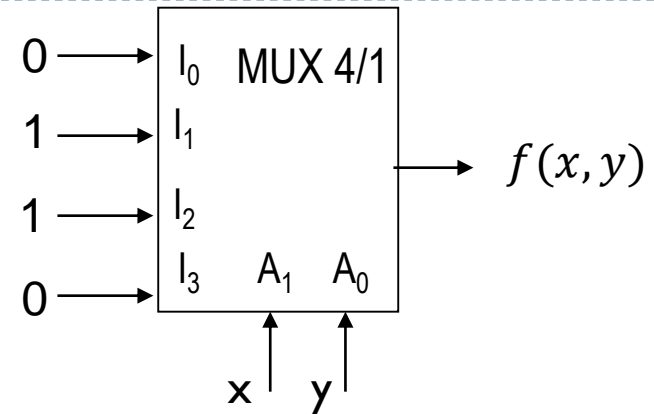 0 I₀ MUX 4/1
1 I₁
f(x, y)
1 I₂
0 I₃ A₁ A₀
x y